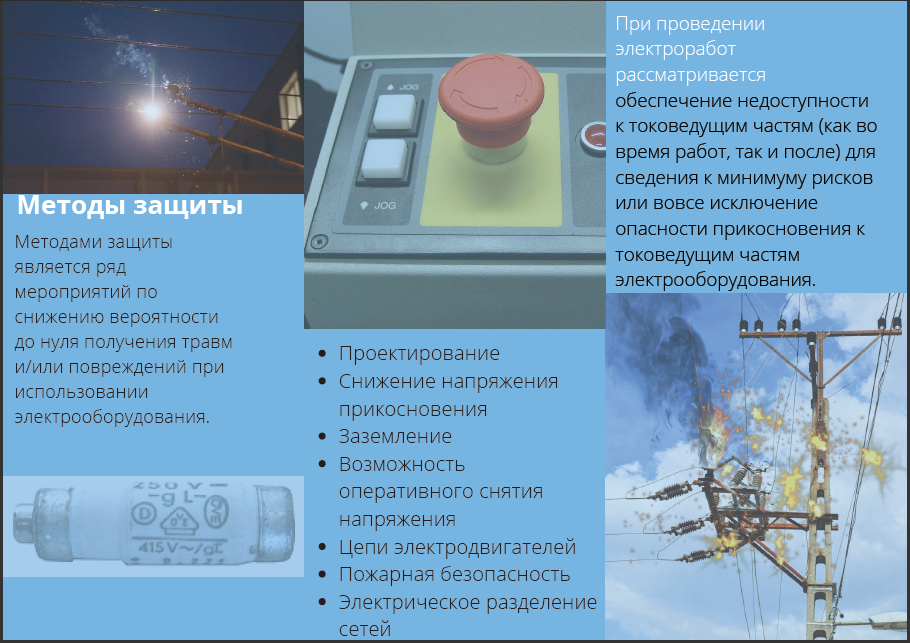 Методы защиты
Методами защиты
является ряд
мероприятий по
снижению вероятности
до нуля получения травм
и/или повреждений при
использовании
электрооборудования.
250 V~
-gL-
D
VDE
OVE
415V~/gL
JOG
JOG
• Проектирование
• Снижение напряжения
прикосновения
• Заземление
• Возможность
оперативного снятия
напряжения
• Цепи электродвигателей
• Пожарная безопасность
• Электрическое разделение
сетей
При проведении
электроработ
рассматривается
обеспечение недоступности
к токоведущим частям (как во
время работ, так и после) для
сведения к минимуму рисков
или вовсе исключение
опасности прикосновения к
токоведущим частям
электрооборудования.